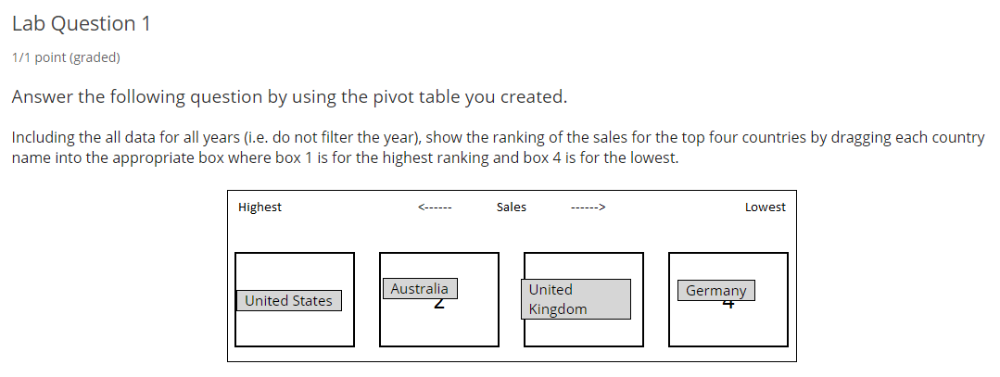 Lab Question 1
1/1 point (graded)
Answer the following question by using the pivot table you created.
Including the all data for all years (i.e. do not filter the year), show the ranking of the sales for the top four countries by dragging each country
name into the appropriate box where box 1 is for the highest ranking and box 4 is for the lowest.
Highest <------ Sales ------> Lowest
United States
Australia
2
United
Kingdom
Germany
4